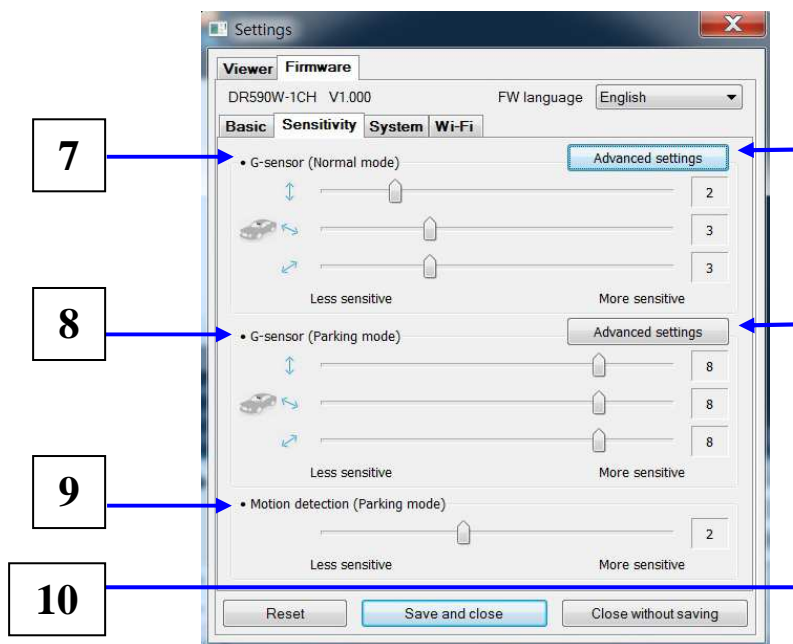 Settings
X
Viewer Firmware
DR590W-1CH V1.000 FW language English
Basic Sensitivity System Wi-Fi
7
• G-sensor (Normal mode) Advanced settings
2
3
3
Less sensitive More sensitive
8
• G-sensor (Parking mode) Advanced settings
8
8
8
Less sensitive More sensitive
9
• Motion detection (Parking mode)
2
Less sensitive More sensitive
10
Reset Save and close Close without saving